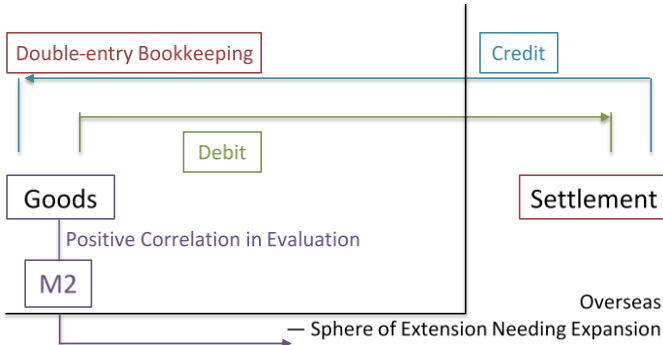 Double-entry Bookkeeping
Credit
Debit
Goods
Settlement
Positive Correlation in Evaluation
M2
Overseas
— Sphere of Extension Needing Expansion